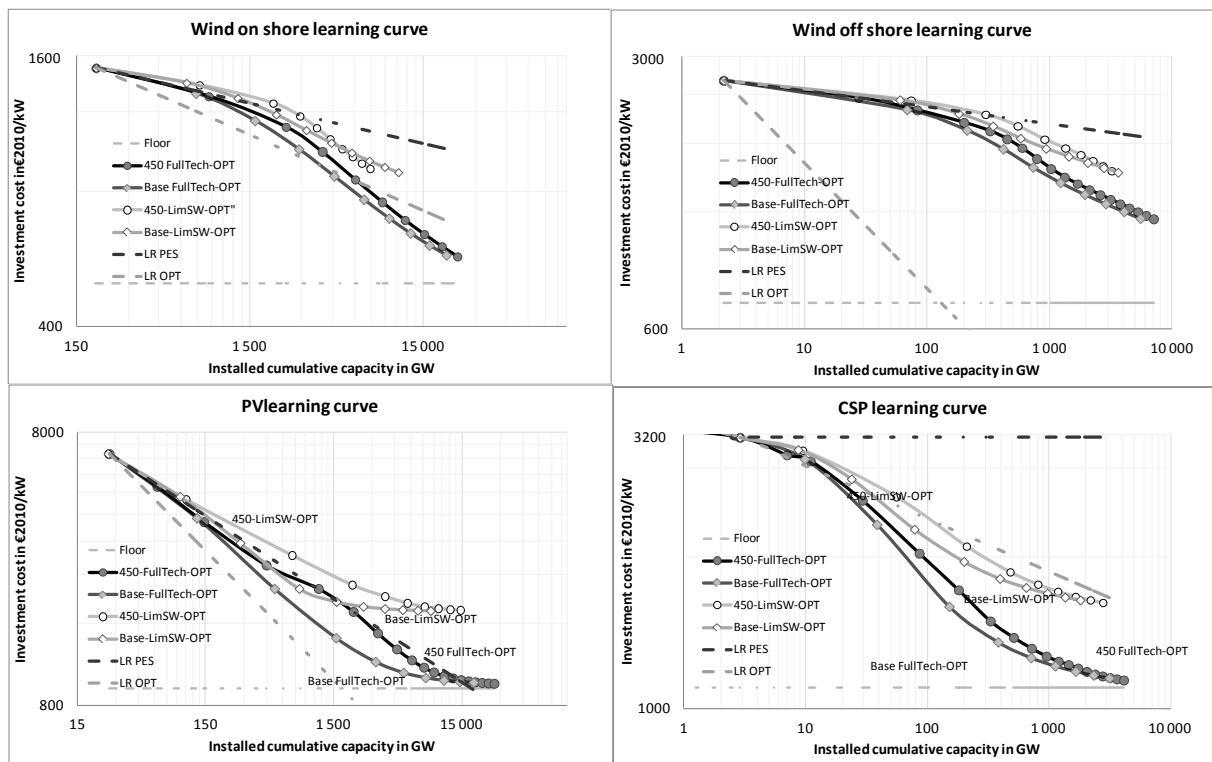 Wind on shore learning curve
1600
Investment cost in €2010/kW
Floor
450 FullTech-OPT
Base FullTech-OPT
450-LimSW-OPT"
Base-LimSW-OPT
LR PES
LR OPT
400
150
1 500
15 000
Installed cumulative capacity in GW
Wind off shore learning curve
3000
Investment cost in €2010/kW
Floor
450-FullTech-OPT
Base-FullTech-OPT
450-LimSW-OPT
Base-LimSW-OPT
LR PES
LR OPT
600
1
10
100
1 000
10 000
Installed cumulative capacity in GW
PVlearning curve
8000
Investment cost in €2010/kW
450-LimSW-OPT
Floor
450-FullTech-OPT
Base-FullTech-OPT
450-LimSW-OPT
Base-LimSW-OPT
LR PES
LR OPT
Base-LimSW-OPT
450 FullTech-OPT
Base FullTech-OPT
800
15
150
1 500
15 000
Installed cumulative capacity in GW
CSP learning curve
3200
Investment cost in €2010/kW
450-LimSW-OPT
Floor
450-FullTech-OPT
Base-FullTech-OPT
450-LimSW-OPT
Base-LimSW-OPT
LR PES
LR OPT
Base-LimSW-OPT
450 FullTech-OPT
Base FullTech-OPT
1000
1
10
100
1 000
10 000
Installed cumulative capacity in GW